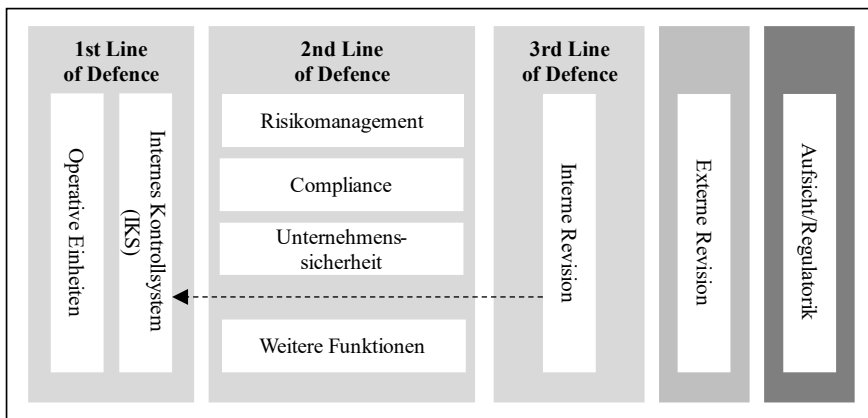 1st Line
of Defence
Operative Einheiten
Internes Kontrollsystem
(IKS)
2nd Line
of Defence
Risikomanagement
Compliance
Unternehmens-
sicherheit
Weitere Funktionen
3rd Line
of Defence
Interne Revision
Externe Revision
Aufsicht/Regulatorik